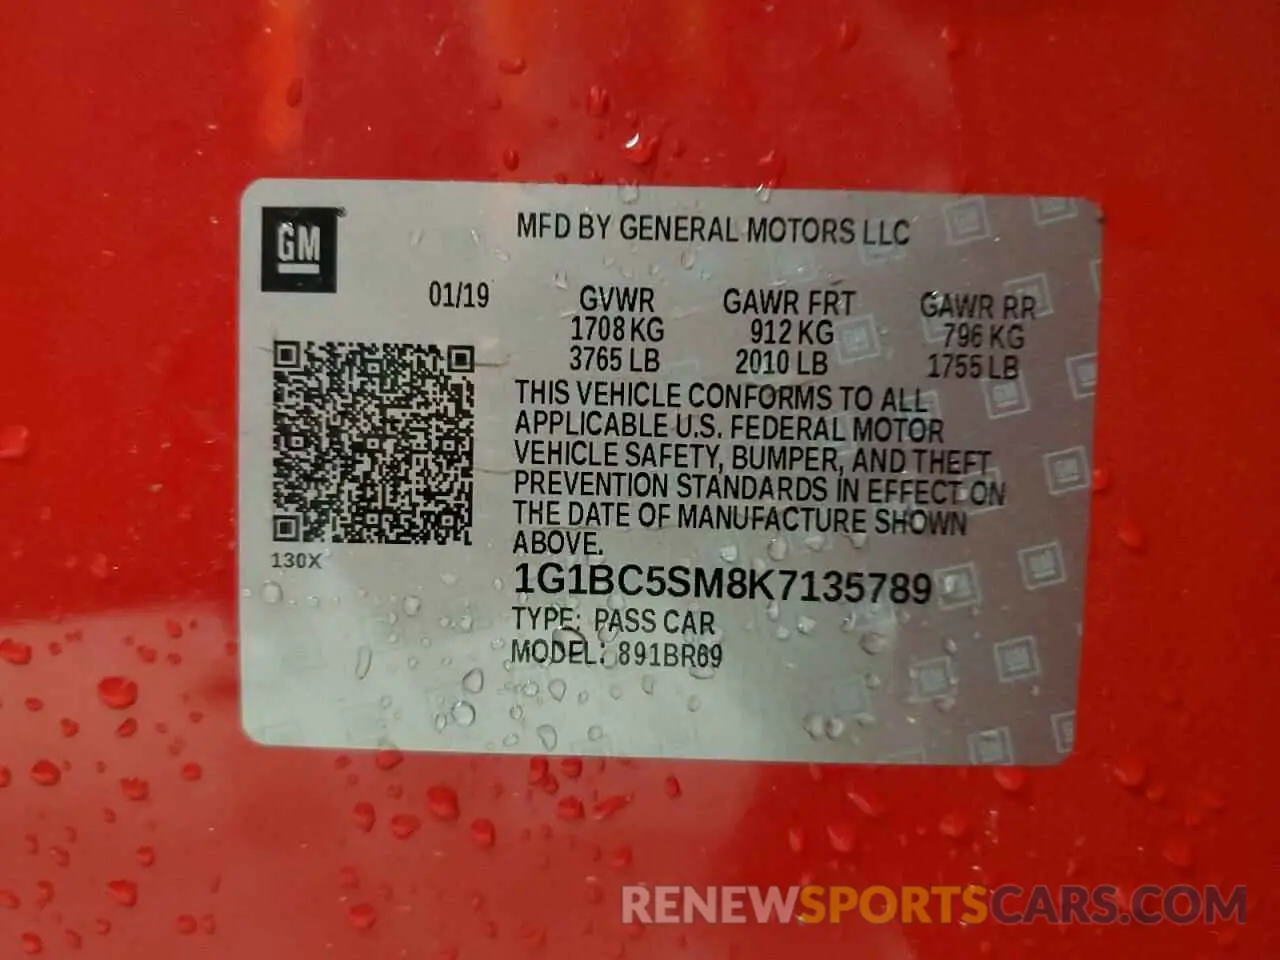 GM
MFD BY GENERAL MOTORS LLC
01/19
GVWR GAWR FRT GAWR RR
1708 KG 912 KG 796 KG
3765 LB 2010 LB 1755 LB
THIS VEHICLE CONFORMS TO ALL
APPLICABLE U.S. FEDERAL MOTOR
VEHICLE SAFETY, BUMPER, AND THEFT
PREVENTION STANDARDS IN EFFECT ON
THE DATE OF MANUFACTURE SHOWN
ABOVE.
130X
1G1BC5SM8K7135789
TYPE: PASS CAR
MODEL: 891BR69
RENEWSPORTSCARS.COM